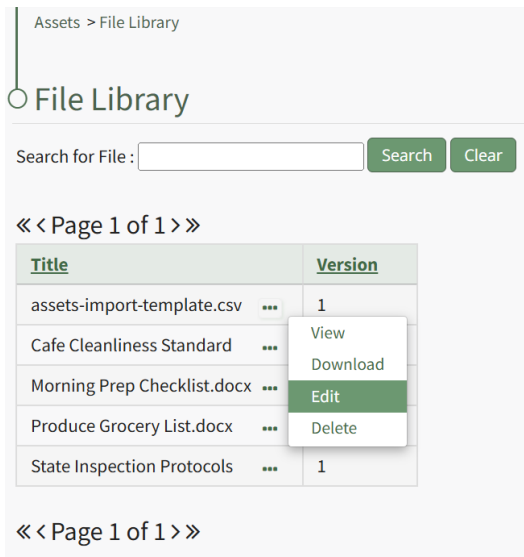 Assets > File Library
File Library
Search for File : Search Clear
« ‹ Page 1 of 1 › »
Title Version
assets-import-template.csv ••• 1
View
Cafe Cleanliness Standard •••
Download
Morning Prep Checklist.docx •••
Edit
Produce Grocery List.docx •••
Delete
State Inspection Protocols ••• 1
« ‹ Page 1 of 1 › »